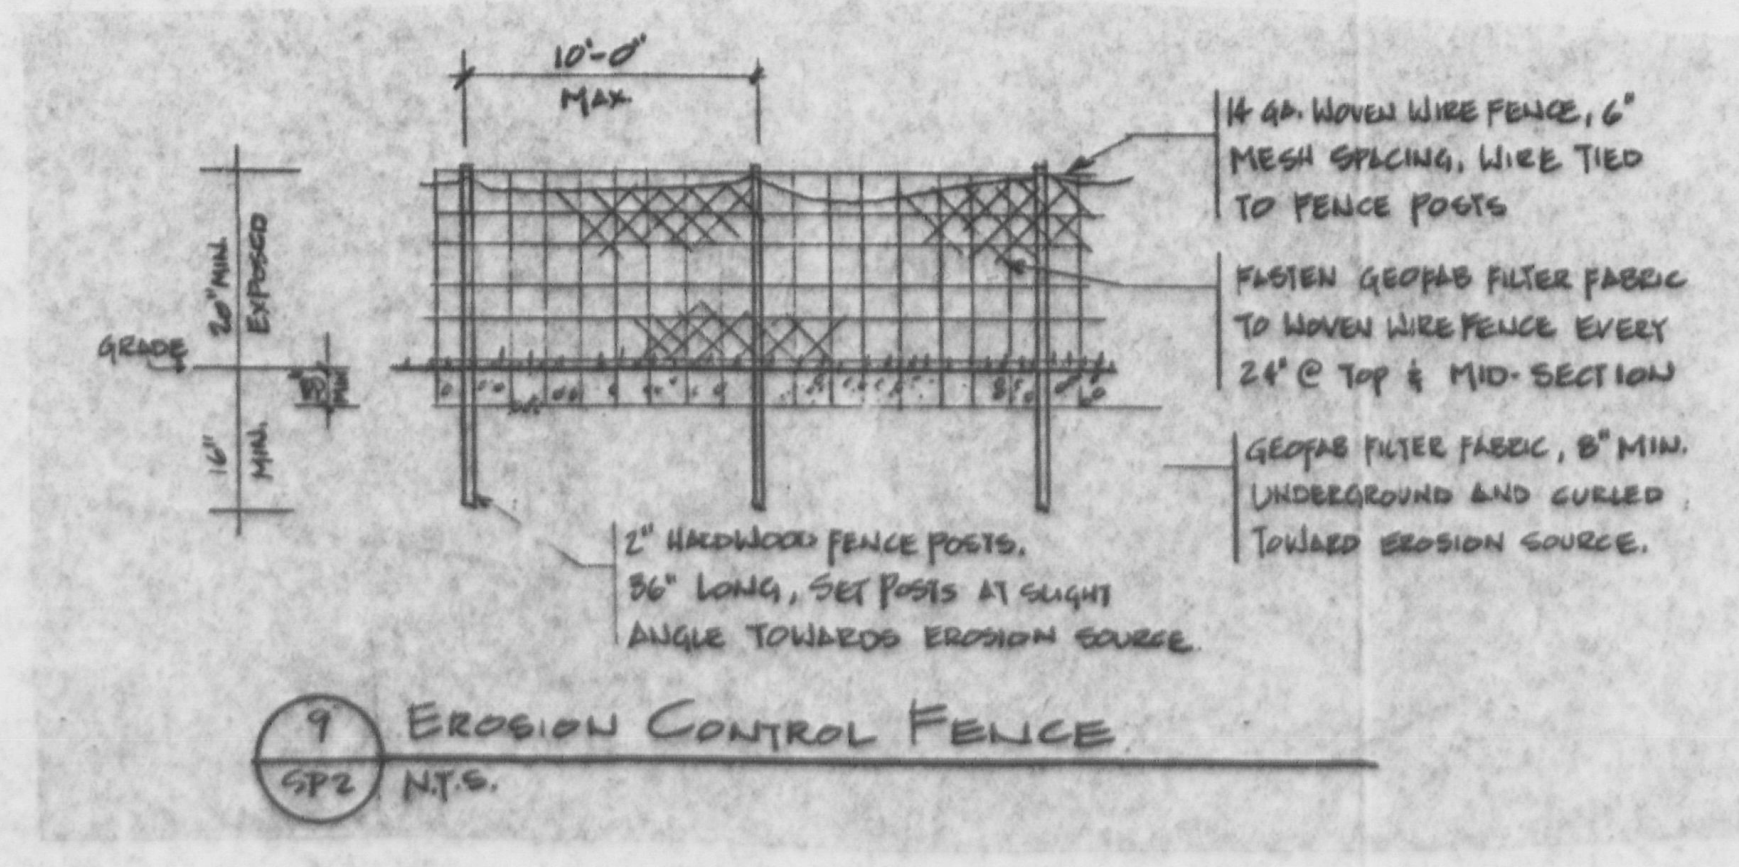 10'-0"
MAX.
14 GA. WOVEN WIRE FENCE, 6"
MESH SPACING, WIRE TIED
TO FENCE POSTS
20" MIN.
EXPOSED
FASTEN GEOFAB FILTER FABRIC
TO WOVEN WIRE FENCE EVERY
24" @ TOP & MID-SECTION
GRADE
8"
MIN
16"
MIN.
GEOFAB FILTER FABRIC, 8" MIN.
UNDERGROUND AND CURLED
TOWARD EROSION SOURCE.
2" HARDWOOD FENCE POSTS.
36" LONG, SET POSTS AT SLIGHT
ANGLE TOWARDS EROSION SOURCE.
9
EROSION CONTROL FENCE
SP2
N.T.S.